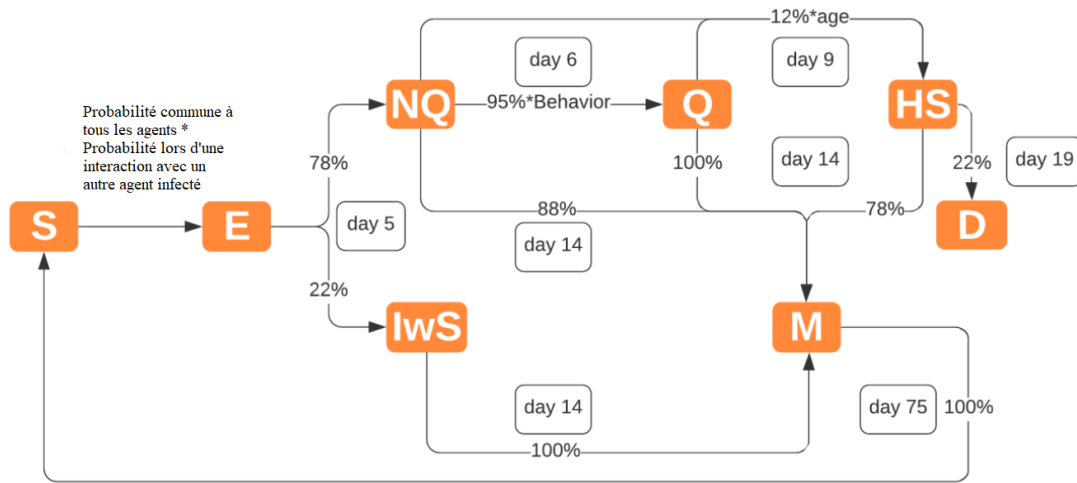 12%*age
day 6
day 9
NQ
95%*Behavior
Q
HS
Probabilité commune à
tous les agents *
Probabilité lors d'une
interaction avec un
autre agent infecté
78%
100%
day 14
22%
day 19
S
E
day 5
88%
78%
D
day 14
22%
IwS
M
day 14
day 75
100%
100%